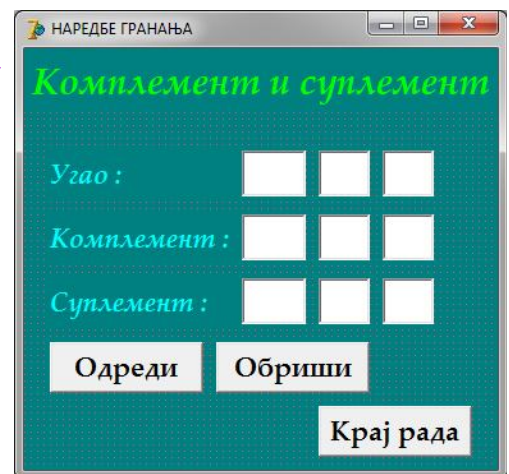 НАРЕДБЕ ГРАНАЊА
Комплемент и суплемент
Угао :
Комплемент :
Суплемент :
Одреди Обриши
Крај рада